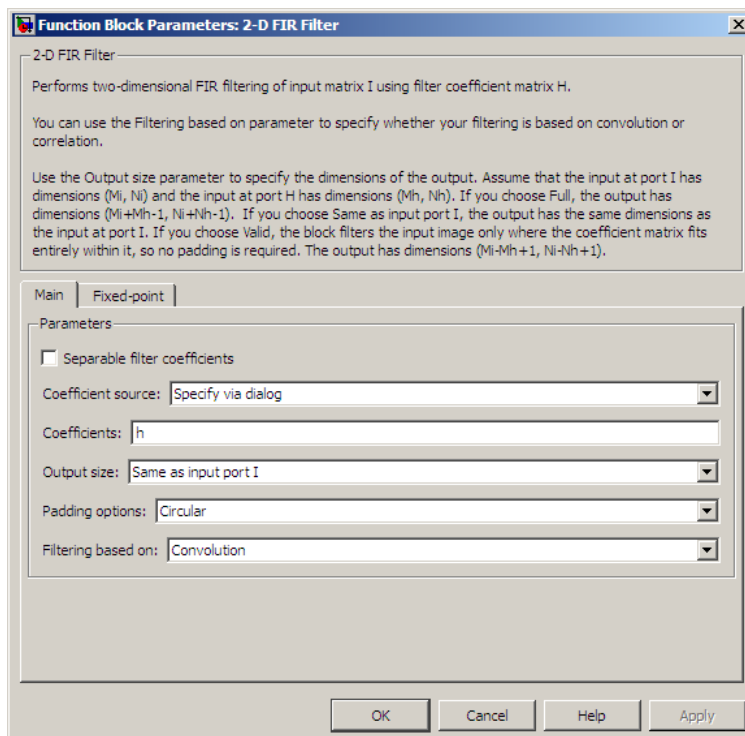 Function Block Parameters: 2-D FIR Filter
2-D FIR Filter
Performs two-dimensional FIR filtering of input matrix I using filter coefficient matrix H.
You can use the Filtering based on parameter to specify whether your filtering is based on convolution or
correlation.
Use the Output size parameter to specify the dimensions of the output. Assume that the input at port I has
dimensions (Mi, Ni) and the input at port H has dimensions (Mh, Nh). If you choose Full, the output has
dimensions (Mi+Mh-1, Ni+Nh-1). If you choose Same as input port I, the output has the same dimensions as
the input at port I. If you choose Valid, the block filters the input image only where the coefficient matrix fits
entirely within it, so no padding is required. The output has dimensions (Mi-Mh+1, Ni-Nh+1).
Main Fixed-point
Parameters
Separable filter coefficients
Coefficient source: Specify via dialog
Coefficients: h
Output size: Same as input port I
Padding options: Circular
Filtering based on: Convolution
OK Cancel Help Apply